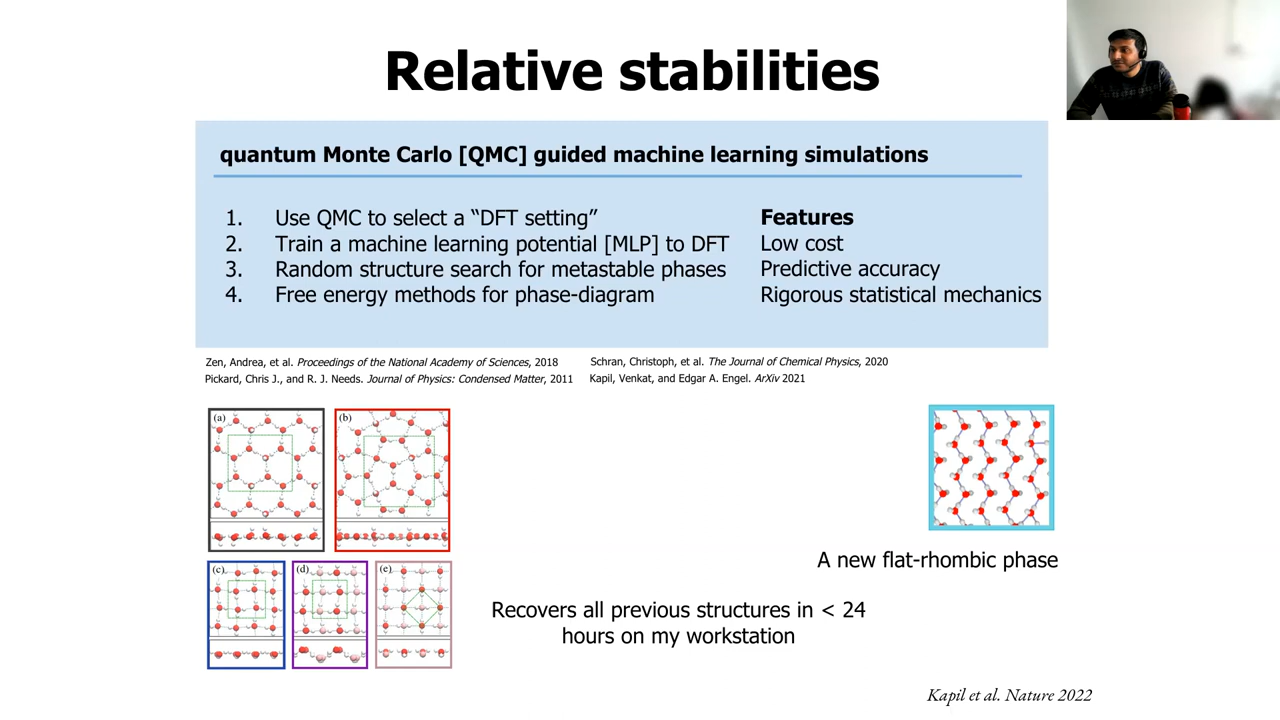 Relative stabilities
quantum Monte Carlo [QMC] guided machine learning simulations
1. Use QMC to select a “DFT setting”
2. Train a machine learning potential [MLP] to DFT
3. Random structure search for metastable phases
4. Free energy methods for phase-diagram
Features
Low cost
Predictive accuracy
Rigorous statistical mechanics
Zen, Andrea, et al. Proceedings of the National Academy of Sciences, 2018
Pickard, Chris J., and R. J. Needs. Journal of Physics: Condensed Matter, 2011
Schran, Christoph, et al. The Journal of Chemical Physics, 2020
Kapil, Venkat, and Edgar A. Engel. ArXiv 2021
(a)
(b)
(c)
(d)
(e)
A new flat-rhombic phase
Recovers all previous structures in < 24
hours on my workstation
Kapil et al. Nature 2022